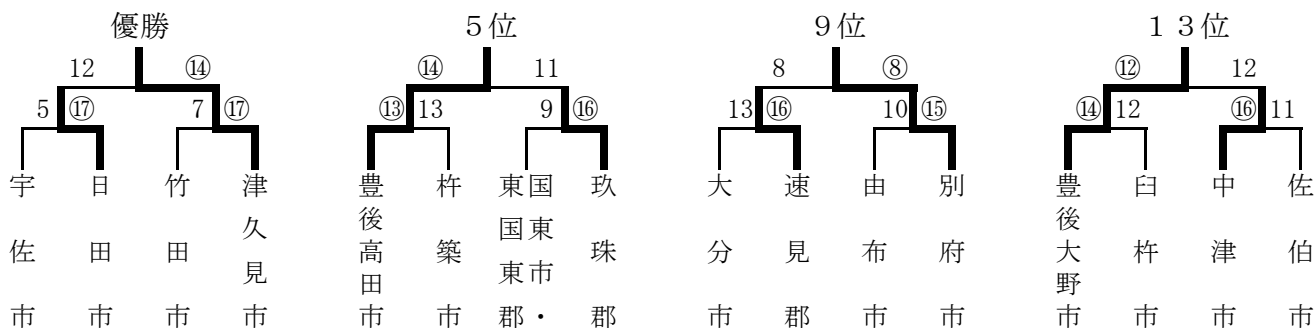 優勝
５位
９位
１３位
12 ⑭
⑭ 11
8 ⑧
⑫ 12
5 ⑰ 7 ⑰
⑬ 13 9 ⑯
13 ⑯ 10 ⑮
⑭ 12 ⑯ 11
宇佐市
日田市
竹田市
津久見市
豊後高田市
杵築市
国東市・
東国東郡
玖珠郡
大分市
速見郡
由布市
別府市
豊後大野市
臼杵市
中津市
佐伯市